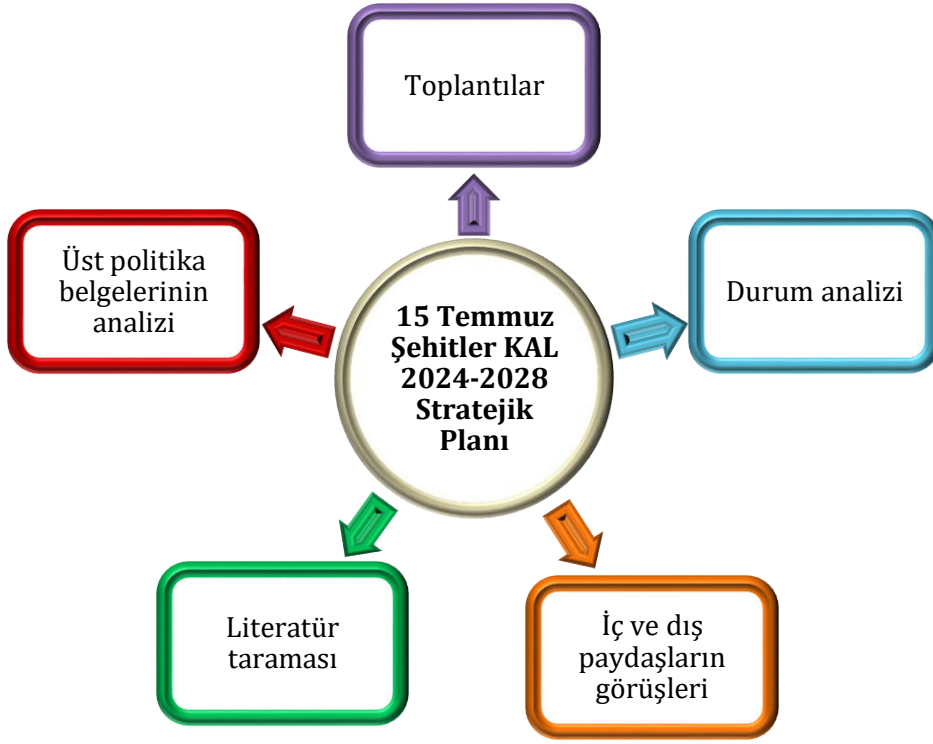 Toplantılar
Üst politika
belgelerinin
analizi
Durum analizi
15 Temmuz
Şehitler KAL
2024-2028
Stratejik
Planı
Literatür
taraması
İç ve dış
paydaşların
görüşleri